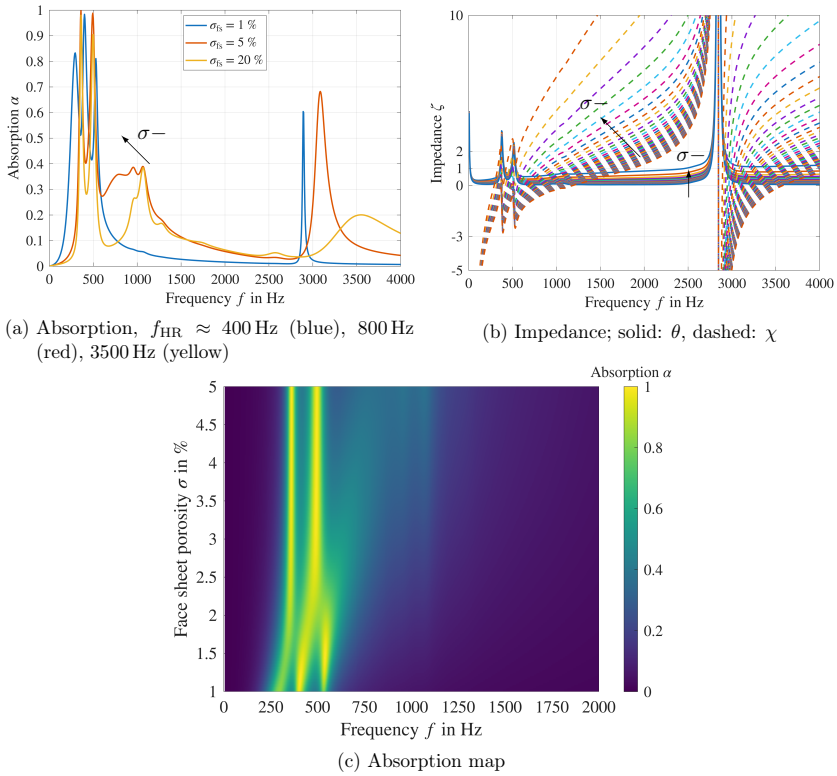 1
0.9
0.8
0.7
0.6
0.5
0.4
0.3
0.2
0.1
0
Absorption α
σfs = 1 %
σfs = 5 %
σfs = 20 %
σ−
0 500 1000 1500 2000 2500 3000 3500 4000
Frequency f in Hz
(a) Absorption, fHR ≈ 400 Hz (blue), 800 Hz
(red), 3500 Hz (yellow)
10
2
1
0
-3
-5
Impedance ζ
σ−
σ−
0 500 1000 1500 2000 2500 3000 3500 4000
Frequency f in Hz
(b) Impedance; solid: θ, dashed: χ
Absorption α
5
4.5
4
3.5
3
2.5
2
1.5
1
Face sheet porosity σ in %
1
0.8
0.6
0.4
0.2
0
0 250 500 750 1000 1250 1500 1750 2000
Frequency f in Hz
(c) Absorption map